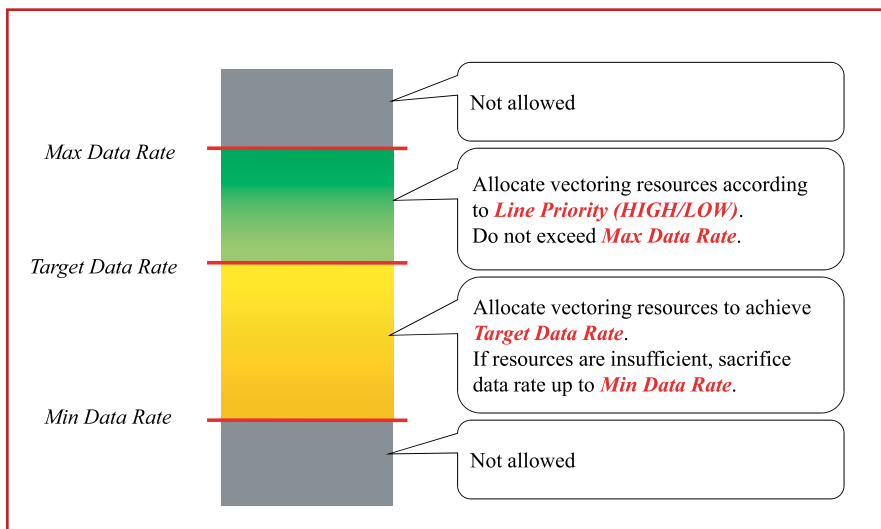 Not allowed
Max Data Rate
Allocate vectoring resources according
to Line Priority (HIGH/LOW).
Do not exceed Max Data Rate.
Target Data Rate
Allocate vectoring resources to achieve
Target Data Rate.
If resources are insufficient, sacrifice
data rate up to Min Data Rate.
Min Data Rate
Not allowed